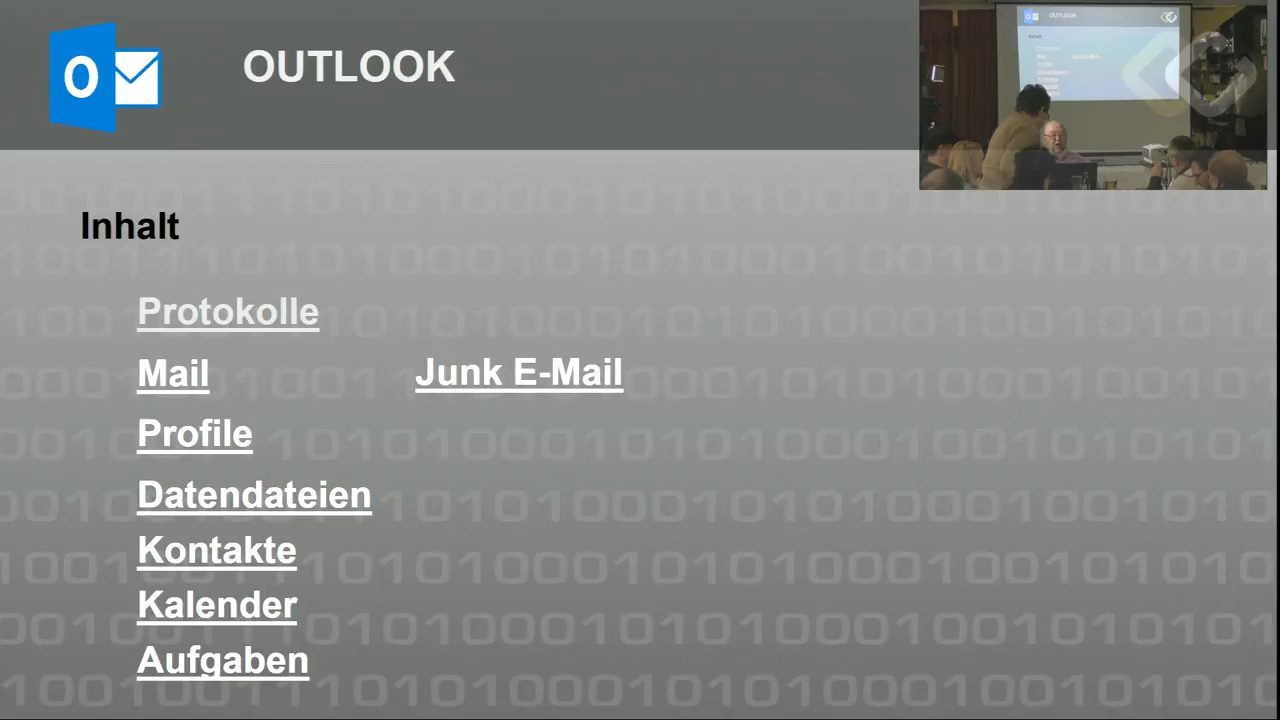 OUTLOOK
Inhalt
Protokolle
Mail Junk E-Mail
Profile
Datendateien
Kontakte
Kalender
Aufgaben